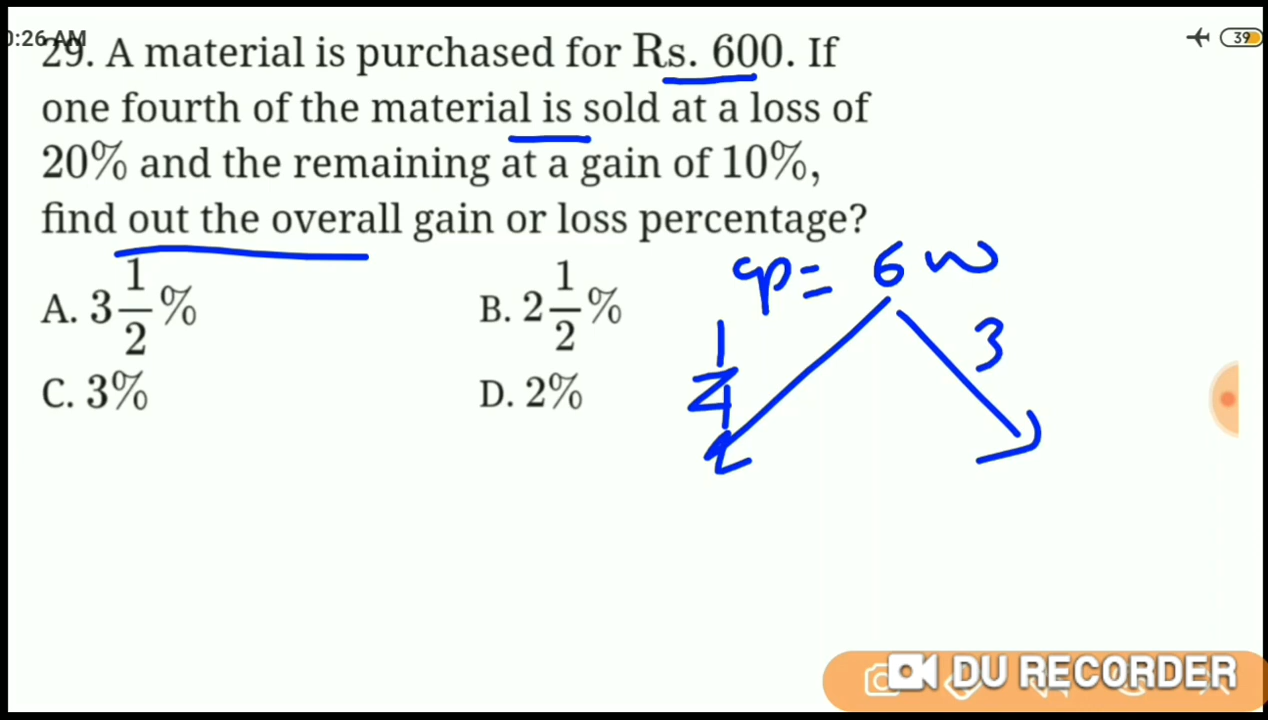 0:26 AM
39
29. A material is purchased for Rs. 600. If
one fourth of the material is sold at a loss of
20% and the remaining at a gain of 10%,
find out the overall gain or loss percentage?
A. 3 1/2 %
B. 2 1/2 %
C. 3%
D. 2%
cp = 600
1/4
3
DU RECORDER